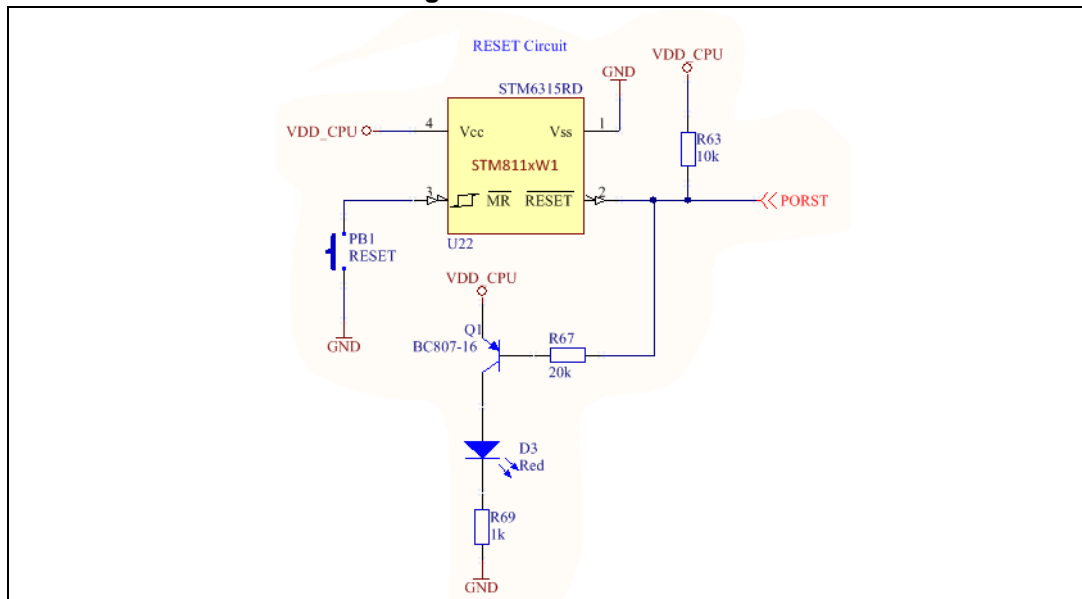 RESET Circuit
VDD_CPU
GND
STM6315RD
4
Vcc
Vss
1
VDD_CPU
R63
10k
STM811xW1
3
MR
RESET
2
PORST
U22
PB1
RESET
VDD_CPU
Q1
BC807-16
R67
20k
GND
D3
Red
R69
1k
GND